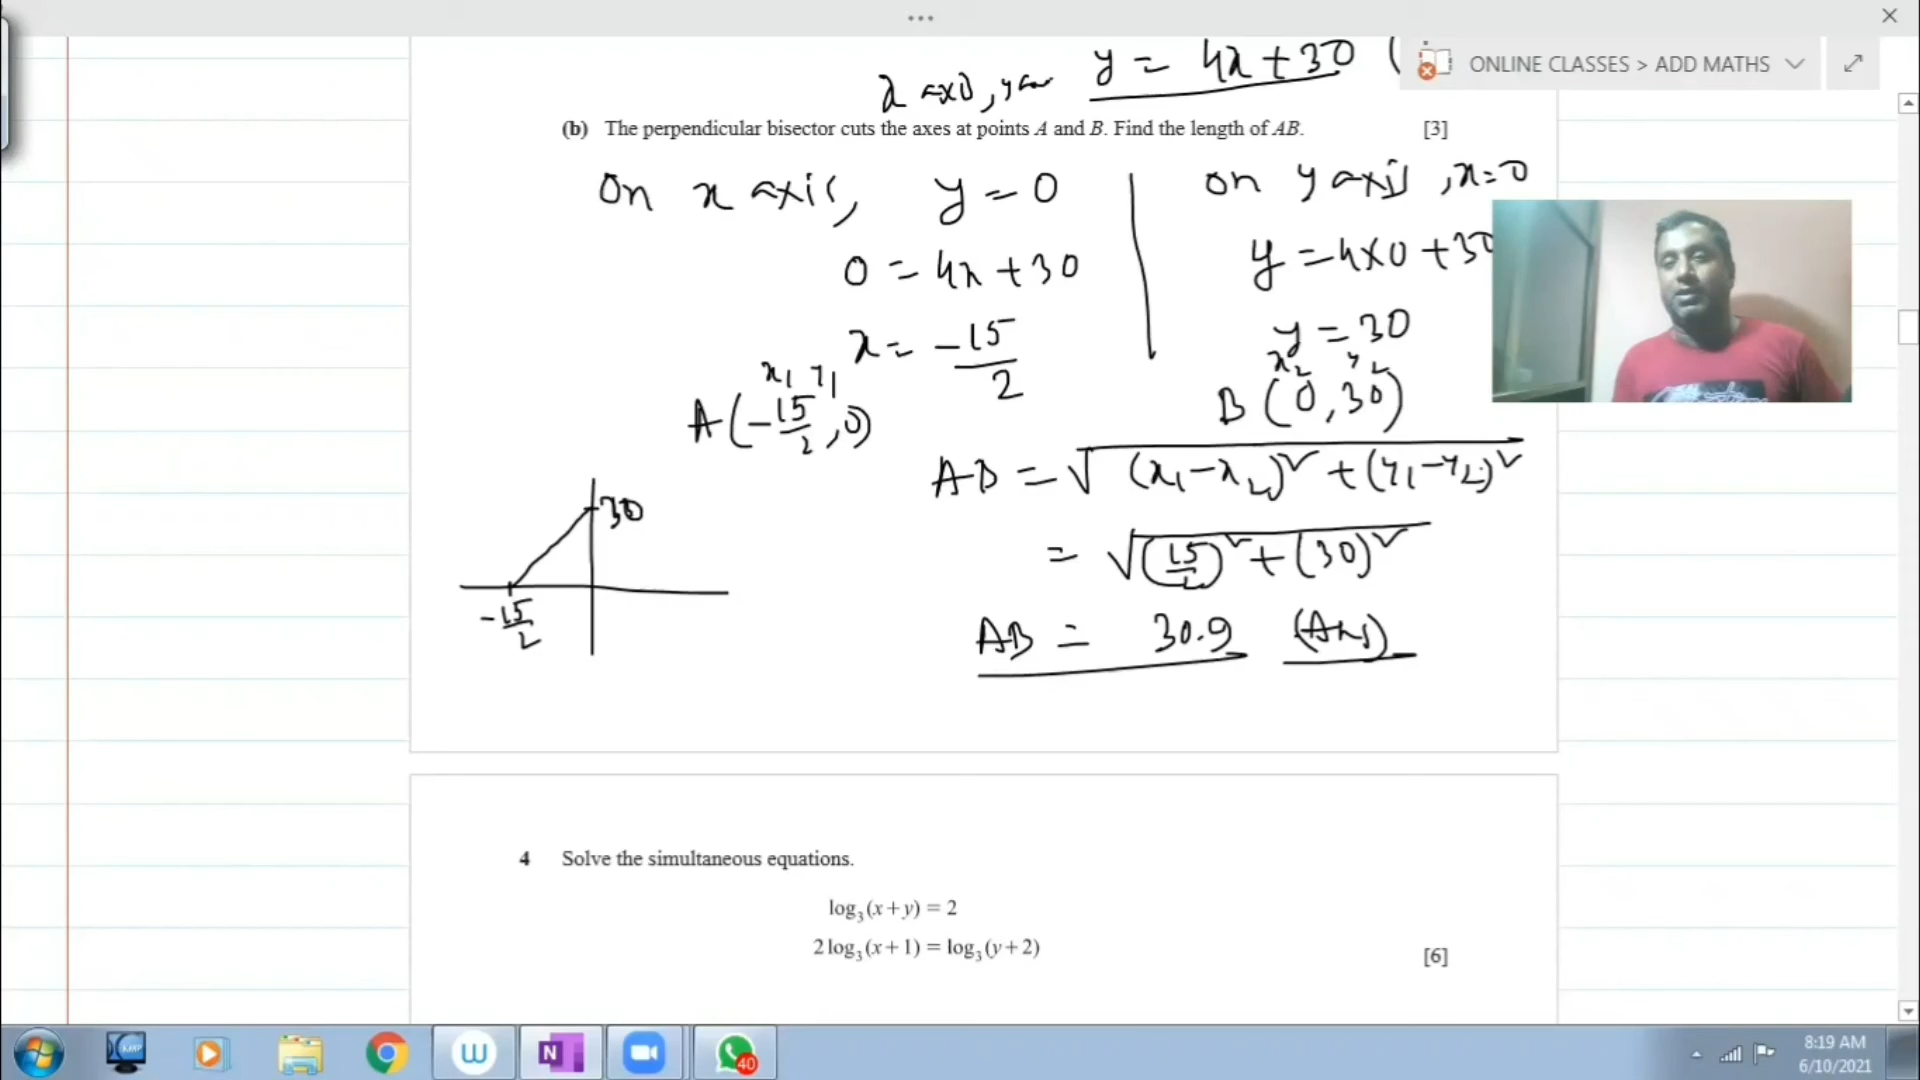 ONLINE CLASSES > ADD MATHS
y = 4x + 30 (
x axis, y
(b) The perpendicular bisector cuts the axes at points A and B. Find the length of AB. [3]
On x axis, y = 0
0 = 4x + 30
x = -15/2
x₁ y₁
A(-15/2, 0)
on y axis, x=0
y = 4×0 + 30
y = 30
x₂ y₂
B (0, 30)
AB = √(x₁-x₂)² + (y₁-y₂)²
= √(15/2)² + (30)²
AB = 30.9 (Ans)
30
-15/2
4 Solve the simultaneous equations.
log₃(x+y) = 2
2log₃(x+1) = log₃(y+2)
[6]
W
N
40
8:19 AM
6/10/2021